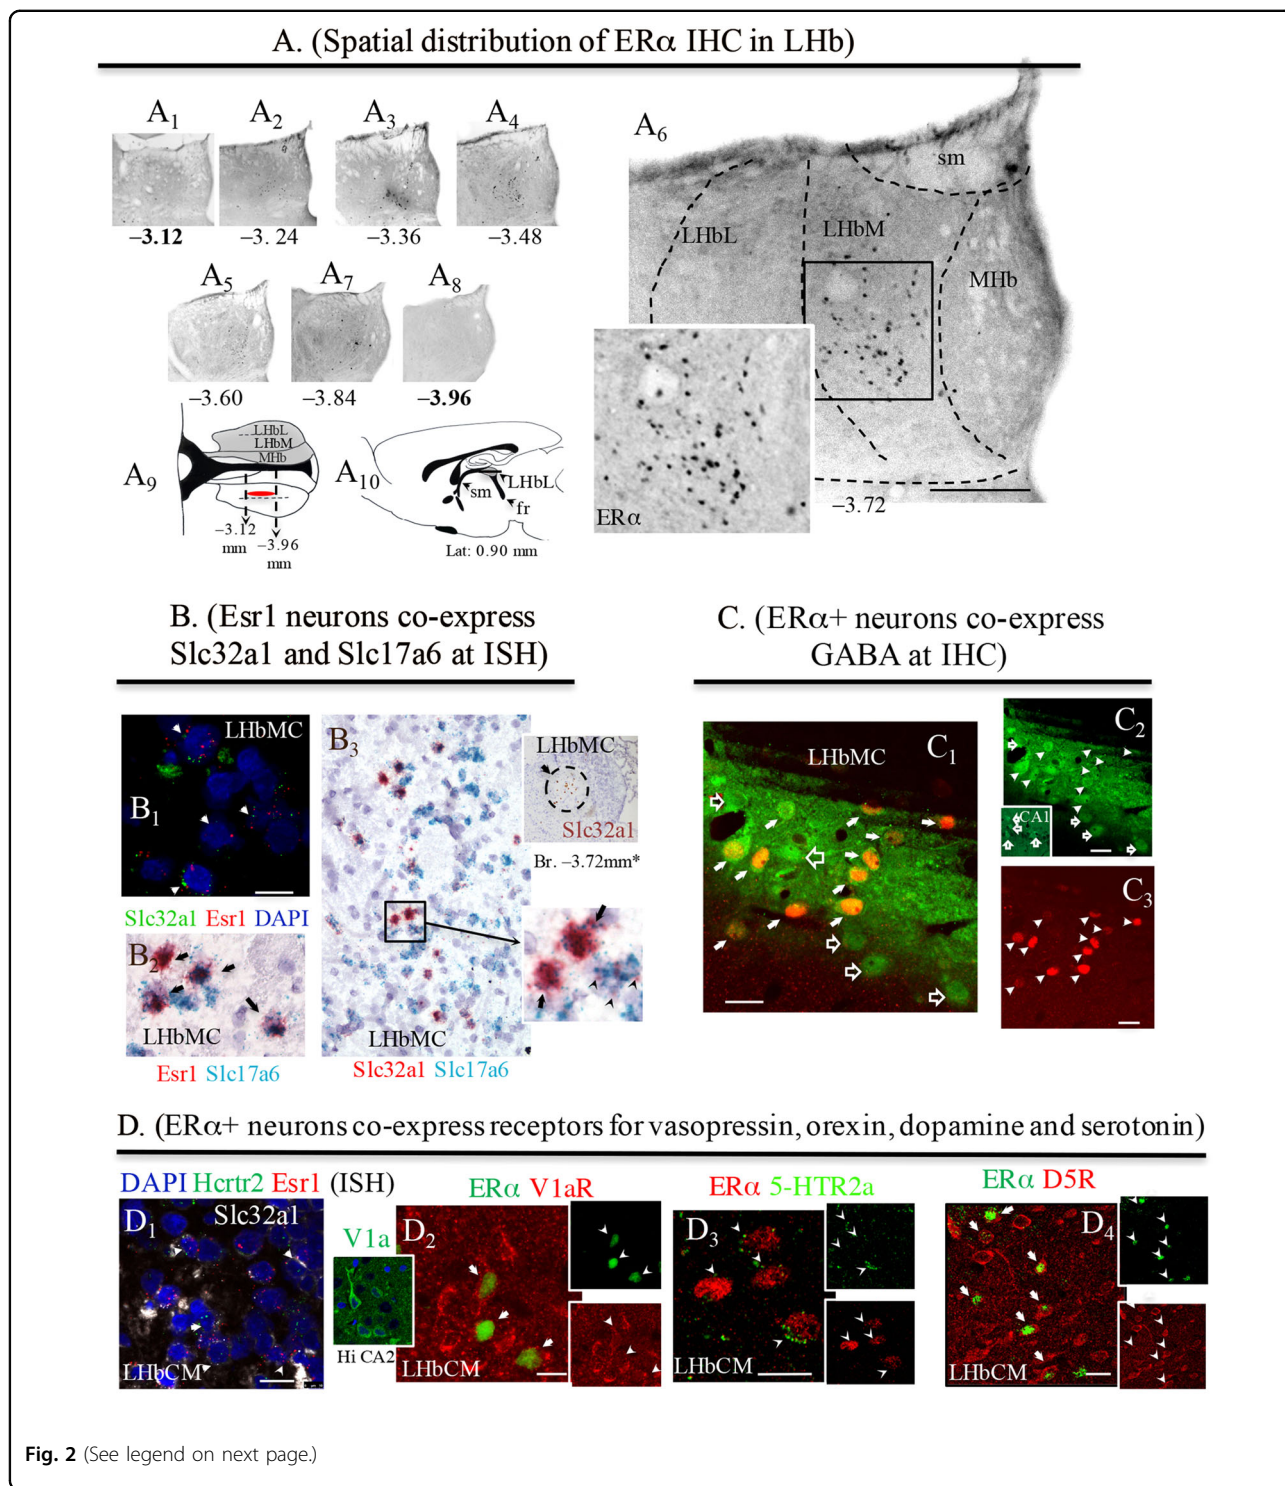 A. (Spatial distribution of ERα IHC in LHb)
A1 A2 A3 A4
−3.12 −3. 24 −3.36 −3.48
A5 A7 A8
−3.60 −3.84 −3.96
A6
sm
LHbL LHbM
MHb
ERα
−3.72
A9
LHbL
LHbM
MHb
−3.12
mm
−3.96
mm
A10
sm
LHbL
fr
Lat: 0.90 mm
B. (Esr1 neurons co-express
Slc32a1 and Slc17a6 at ISH)
LHbMC
B1
Slc32a1 Esr1 DAPI
B2
LHbMC
Esr1 Slc17a6
B3
LHbMC
Slc32a1 Slc17a6
LHbMC
Slc32a1
Br. −3.72mm*
C. (ERα+ neurons co-express
GABA at IHC)
LHbMC
C1
C2
CA1
C3
D. (ERα+ neurons co-express receptors for vasopressin, orexin, dopamine and serotonin)
DAPI Hcrtr2 Esr1 (ISH)
Slc32a1
D1
LHbCM
V1a
Hi CA2
ERα V1aR
D2
LHbCM
ERα 5-HTR2a
D3
LHbCM
ERα D5R
D4
LHbCM
Fig. 2 (See legend on next page.)